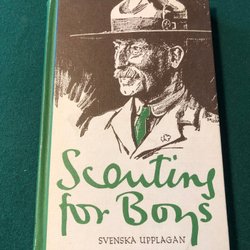 Scouting
for Boys
SVENSKA UPPLAGAN